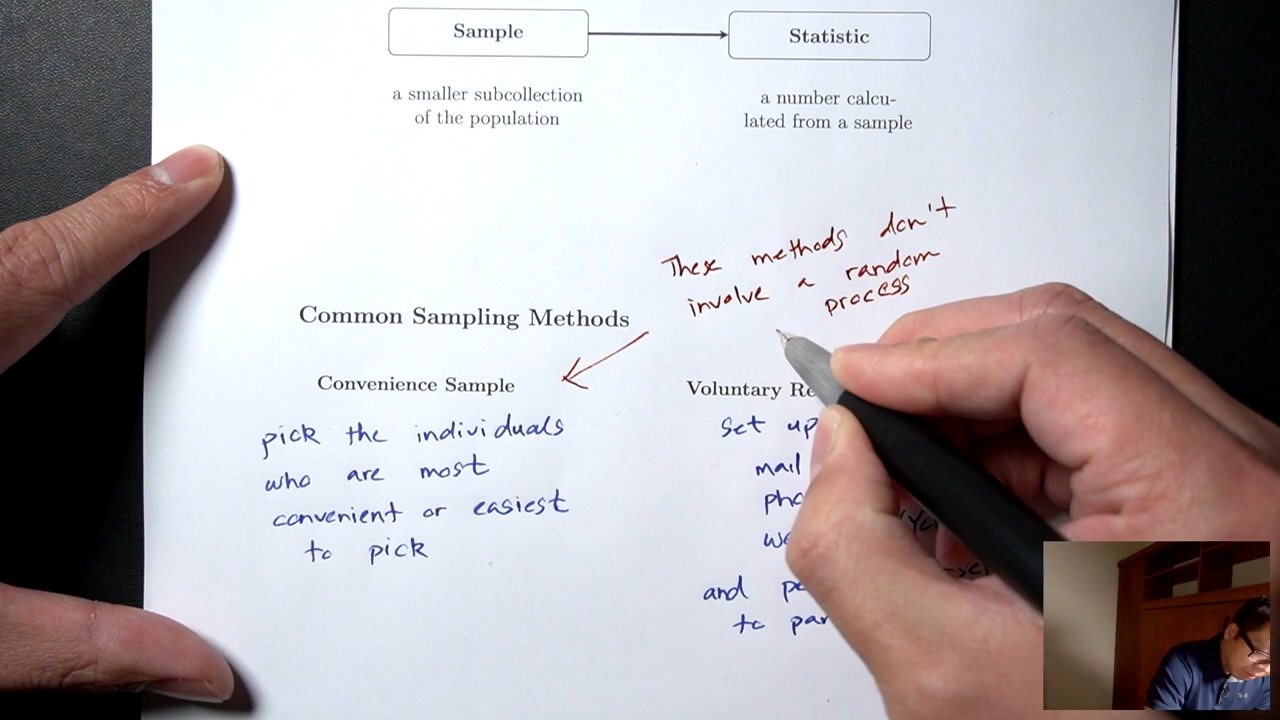 Sample
Statistic
a smaller subcollection
of the population
a number calcu-
lated from a sample
These methods don't
involve a random
process
Common Sampling Methods
Convenience Sample
pick the individuals
who are most
convenient or easiest
to pick
Voluntary
set up
mail
and
to